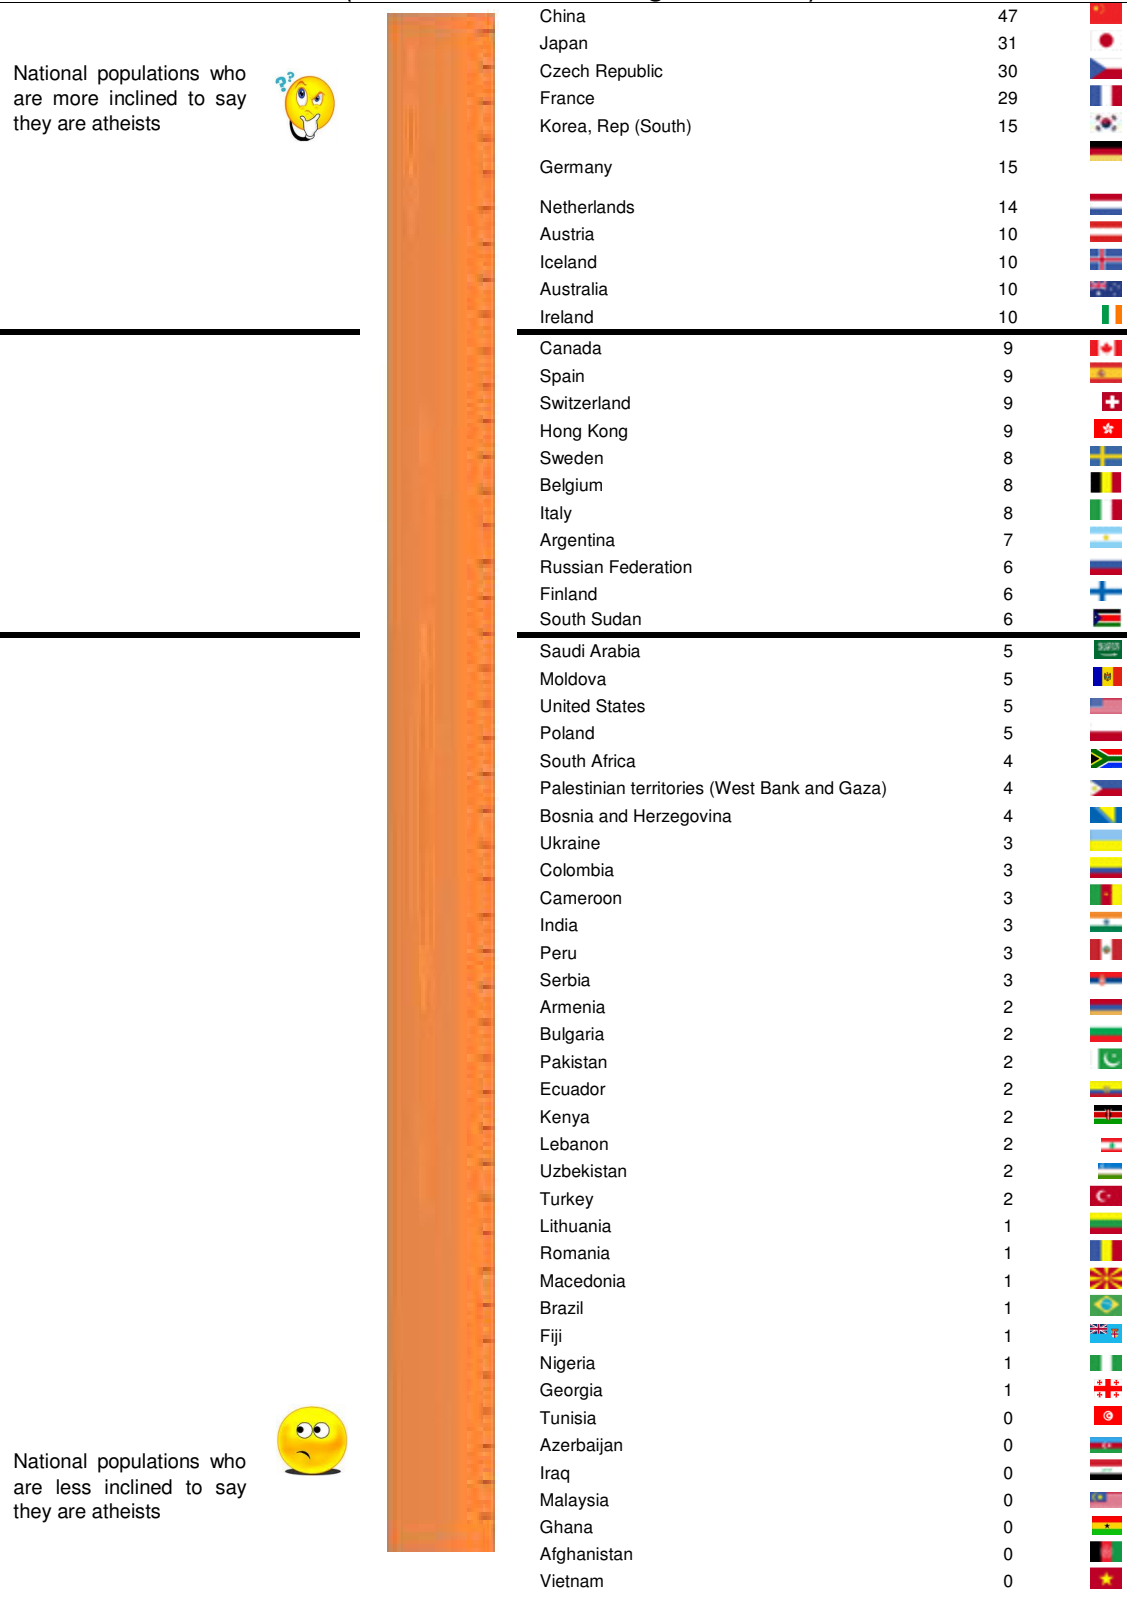 China 47
Japan 31
National populations who
are more inclined to say
they are atheists
??
Czech Republic 30
France 29
Korea, Rep (South) 15
Germany 15
Netherlands 14
Austria 10
Iceland 10
Australia 10
Ireland 10
Canada 9
Spain 9
Switzerland 9
Hong Kong 9
Sweden 8
Belgium 8
Italy 8
Argentina 7
Russian Federation 6
Finland 6
South Sudan 6
Saudi Arabia 5
Moldova 5
United States 5
Poland 5
South Africa 4
Palestinian territories (West Bank and Gaza) 4
Bosnia and Herzegovina 4
Ukraine 3
Colombia 3
Cameroon 3
India 3
Peru 3
Serbia 3
Armenia 2
Bulgaria 2
Pakistan 2
Ecuador 2
Kenya 2
Lebanon 2
Uzbekistan 2
Turkey 2
Lithuania 1
Romania 1
Macedonia 1
Brazil 1
Fiji 1
Nigeria 1
Georgia 1
Tunisia 0
Azerbaijan 0
National populations who
are less inclined to say
they are atheists
Iraq 0
Malaysia 0
Ghana 0
Afghanistan 0
Vietnam 0